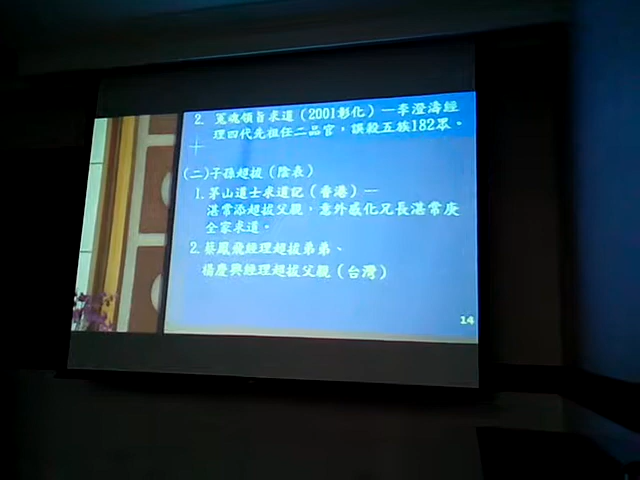 2. 冤魂領旨求道（2001彰化）—李澄濤經
理四代先祖任二品官，誤殺五族182眾。
(二)子孫超拔（陰表）
1.茅山道士求道記（香港）—
湛常添超拔父親，意外感化兄長湛常庚
全家求道。
2.蔡鳳飛經理超拔弟弟、
楊慶興經理超拔父親（台灣）
14